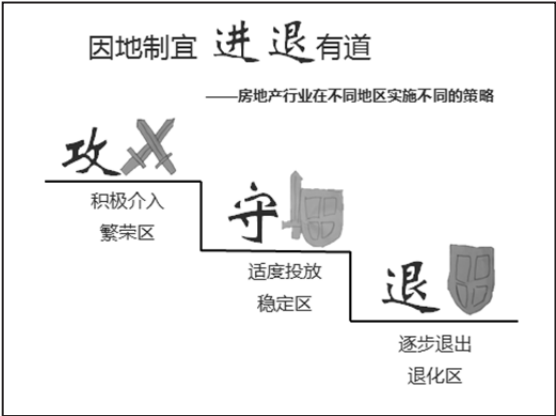 因地制宜 进 退 有道
——房地产行业在不同地区实施不同的策略
攻
积极介入
繁荣区
守
适度投放
稳定区
退
逐步退出
退化区